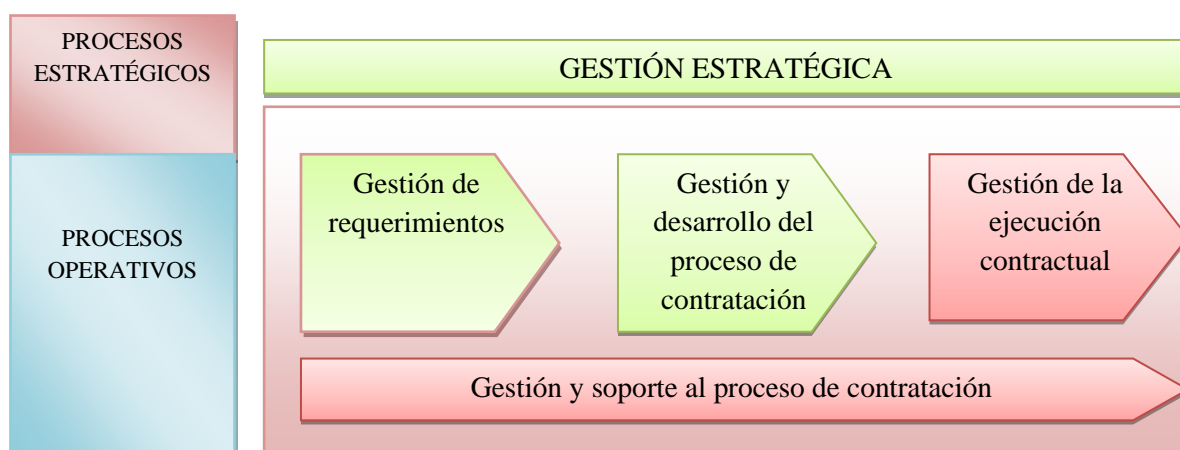 PROCESOS
ESTRATÉGICOS
GESTIÓN ESTRATÉGICA
PROCESOS
OPERATIVOS
Gestión de
requerimientos
Gestión y
desarrollo del
proceso de
contratación
Gestión de la
ejecución
contractual
Gestión y soporte al proceso de contratación